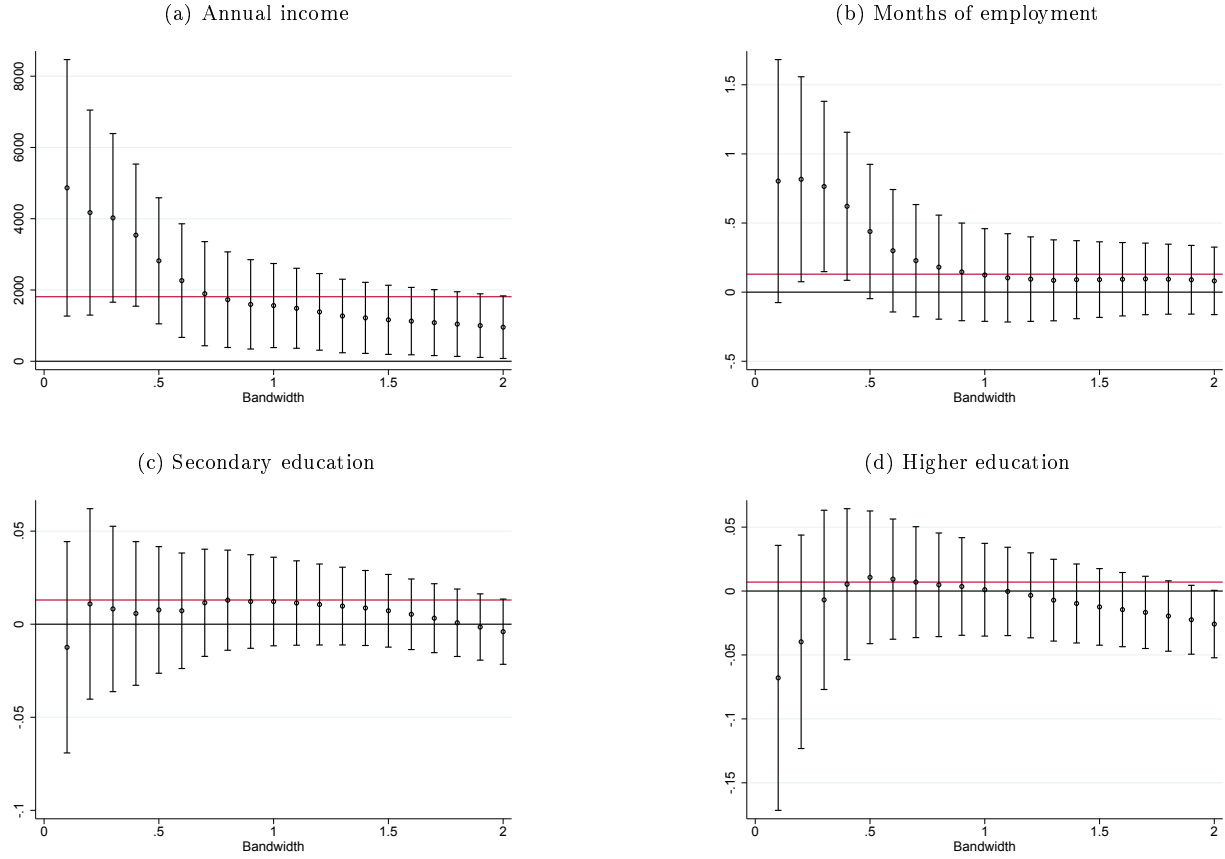 (a) Annual income
(b) Months of employment
8000
6000
4000
2000
0
0 .5 1 1.5 2
Bandwidth
1.5
1
.5
0
-.5
0 .5 1 1.5 2
Bandwidth
(c) Secondary education
(d) Higher education
.05
0
-.05
-.1
0 .5 1 1.5 2
Bandwidth
.05
0
-.05
-.1
-.15
0 .5 1 1.5 2
Bandwidth